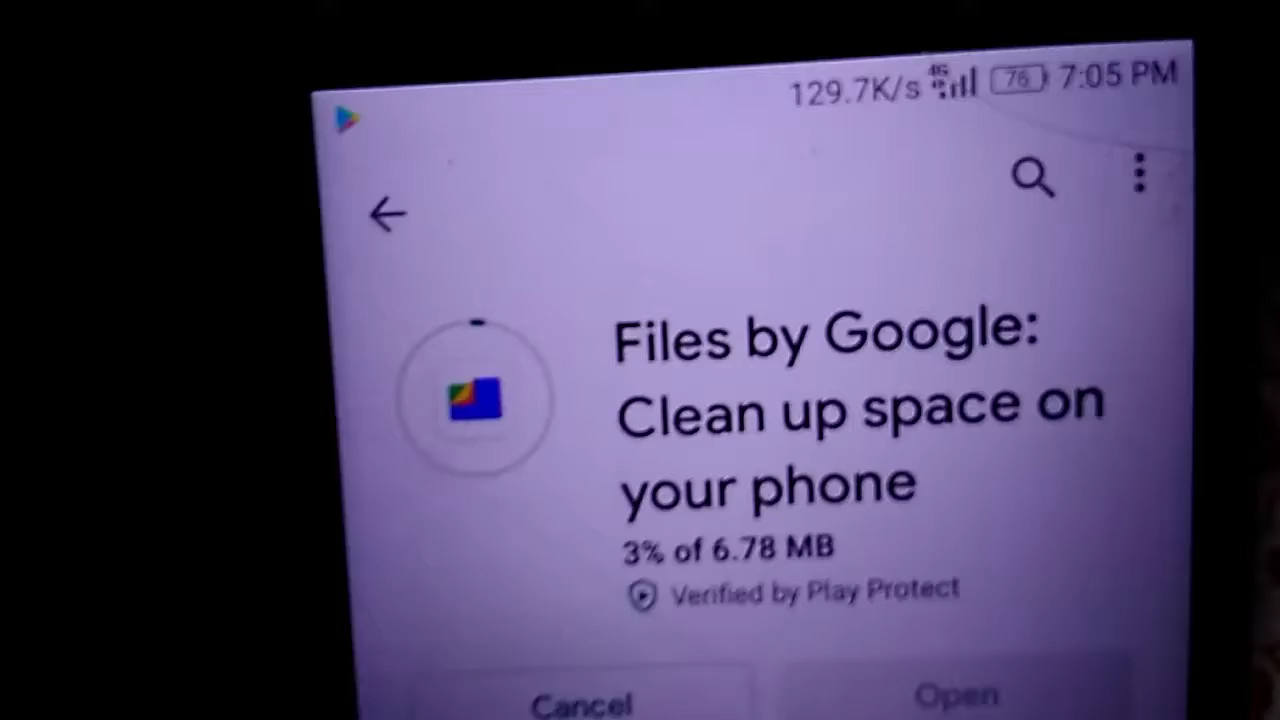 129.7K/s 4G 76 7:05 PM
Files by Google:
Clean up space on
your phone
3% of 6.78 MB
Verified by Play Protect
Cancel Open